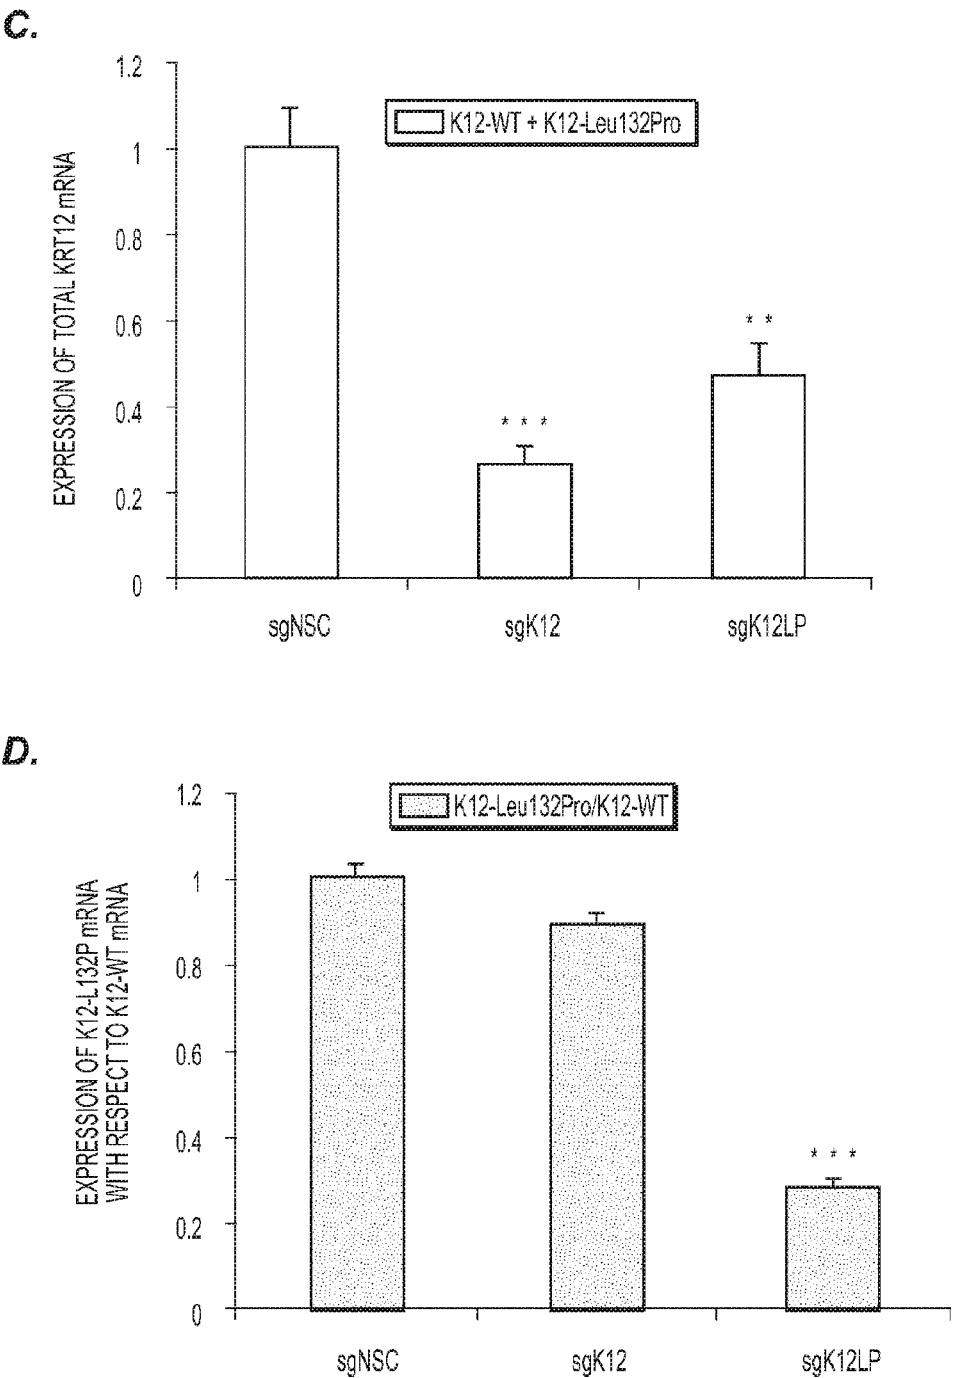 C.
1.2
1
0.8
0.6
0.4
0.2
0
EXPRESSION OF TOTAL KRT12 mRNA
K12-WT + K12-Leu132Pro
* * *
* *
sgNSC
sgK12
sgK12LP
D.
1.2
1
0.8
0.6
0.4
0.2
0
EXPRESSION OF K12-L132P mRNA
WITH RESPECT TO K12-WT mRNA
K12-Leu132Pro/K12-WT
* * *
sgNSC
sgK12
sgK12LP